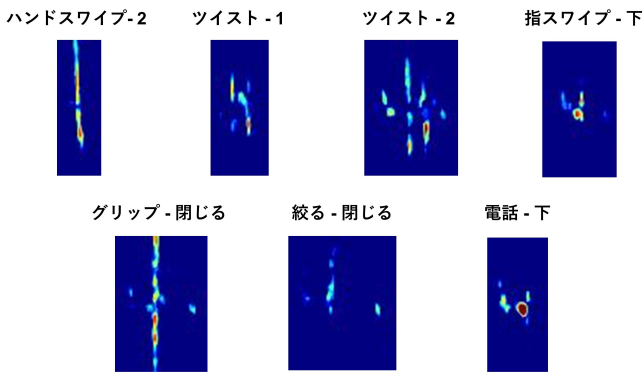 ハンドスワイプ- 2
ツイスト - 1
ツイスト - 2
指スワイプ - 下
グリップ - 閉じる
絞る - 閉じる
電話 - 下